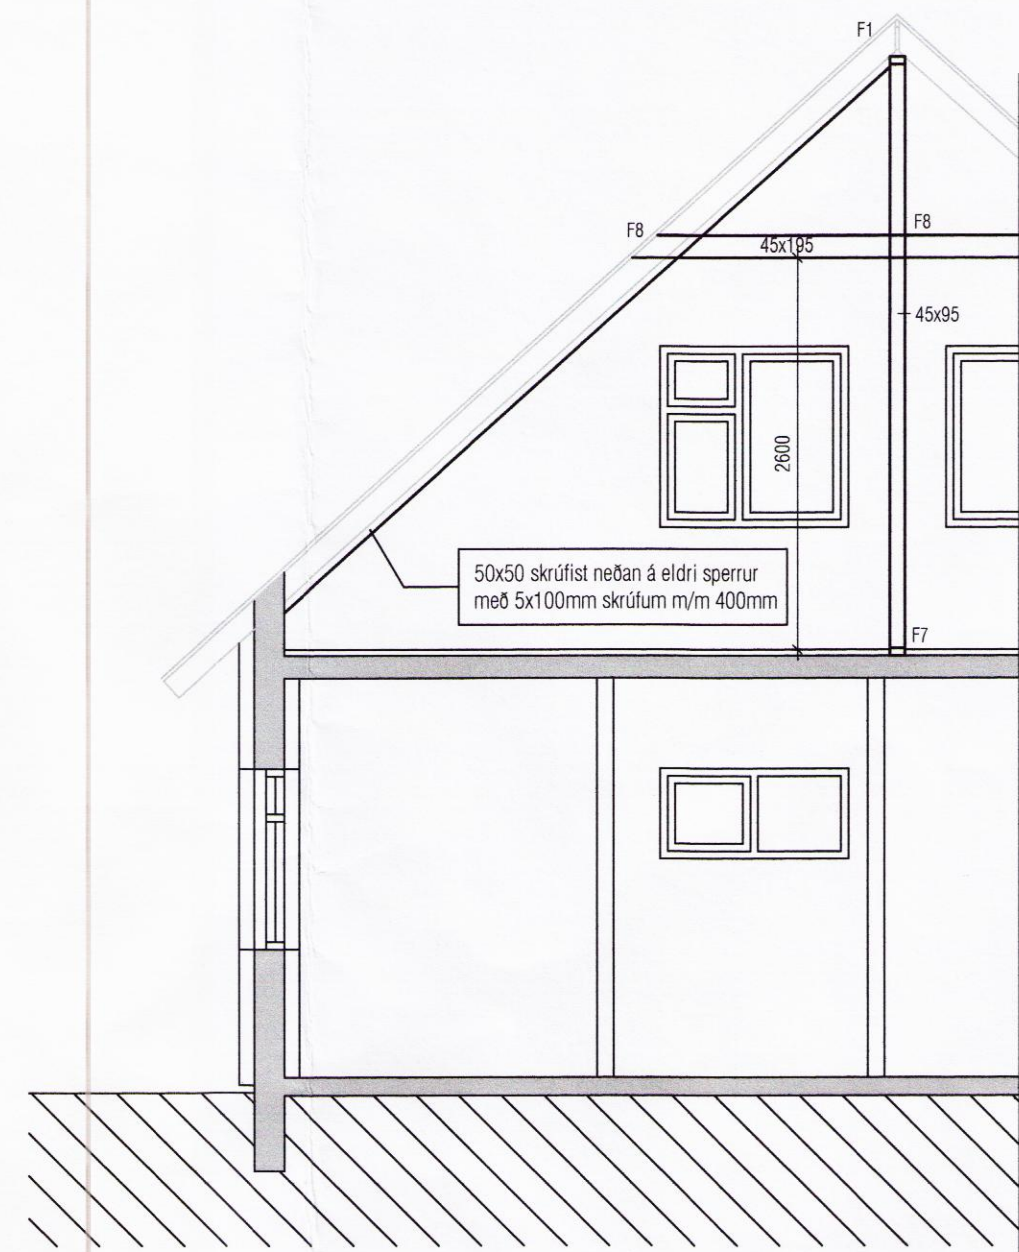 F1
F8
F8
45x195
45x95
2600
50x50 skrúfist neðan á eldri sperrur
með 5x100mm skrúfum m/m 400mm
F7